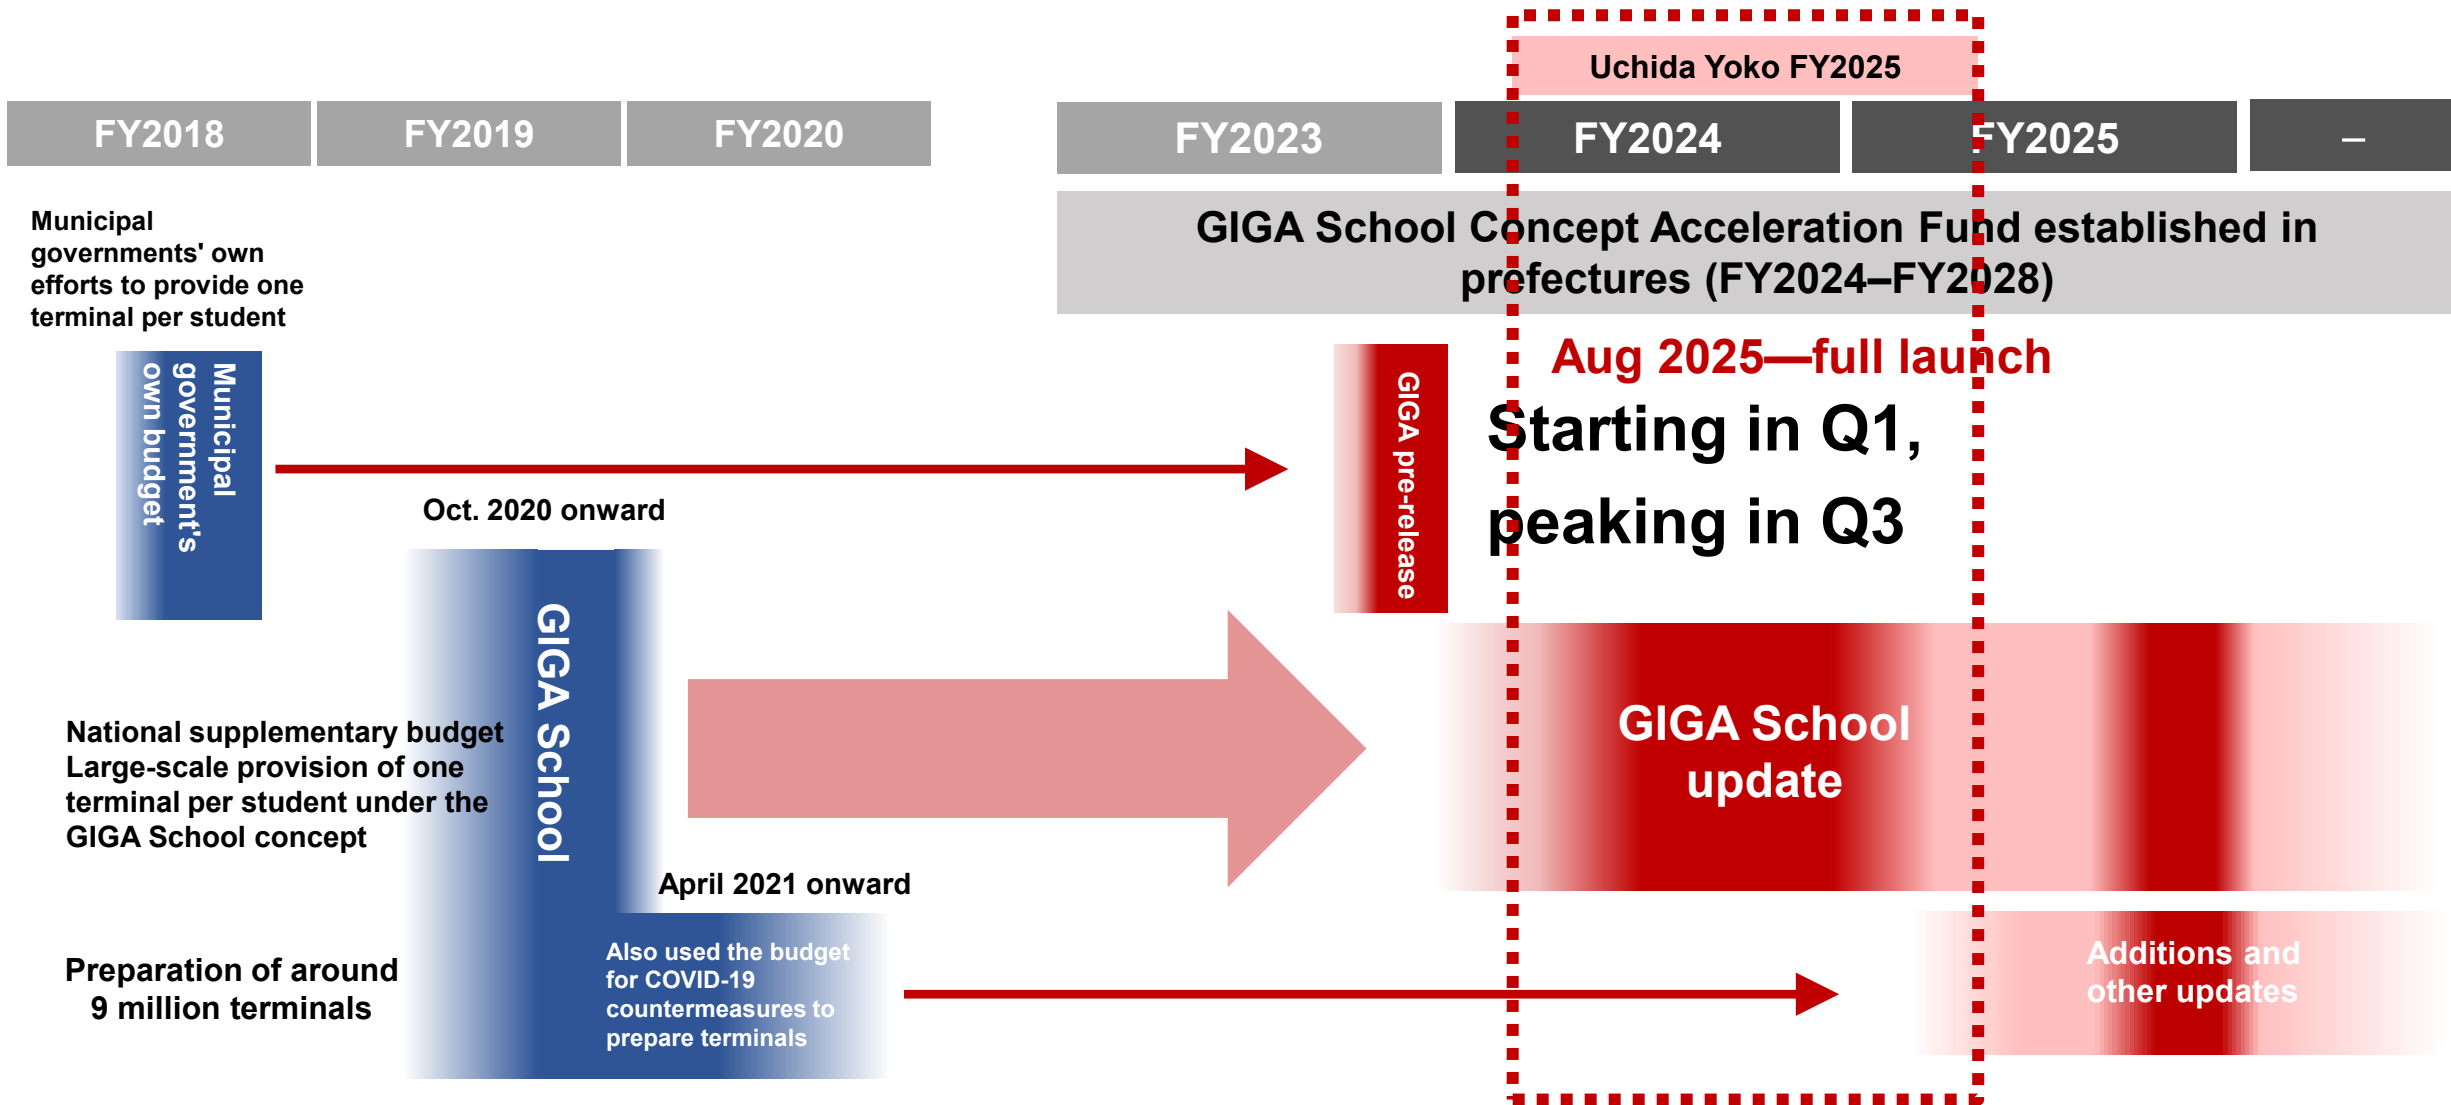 Uchida Yoko FY2025
FY2018
FY2019
FY2020
FY2023
FY2024
FY2025
–
Municipal
governments' own
efforts to provide one
terminal per student
GIGA School Concept Acceleration Fund established in
prefectures (FY2024–FY2028)
Municipal
government's
own budget
GIGA pre-release
Aug 2025—full launch
Starting in Q1,
peaking in Q3
Oct. 2020 onward
GIGA School
National supplementary budget
Large-scale provision of one
terminal per student under the
GIGA School concept
GIGA School
update
April 2021 onward
Preparation of around
9 million terminals
Also used the budget
for COVID-19
countermeasures to
prepare terminals
Additions and
other updates